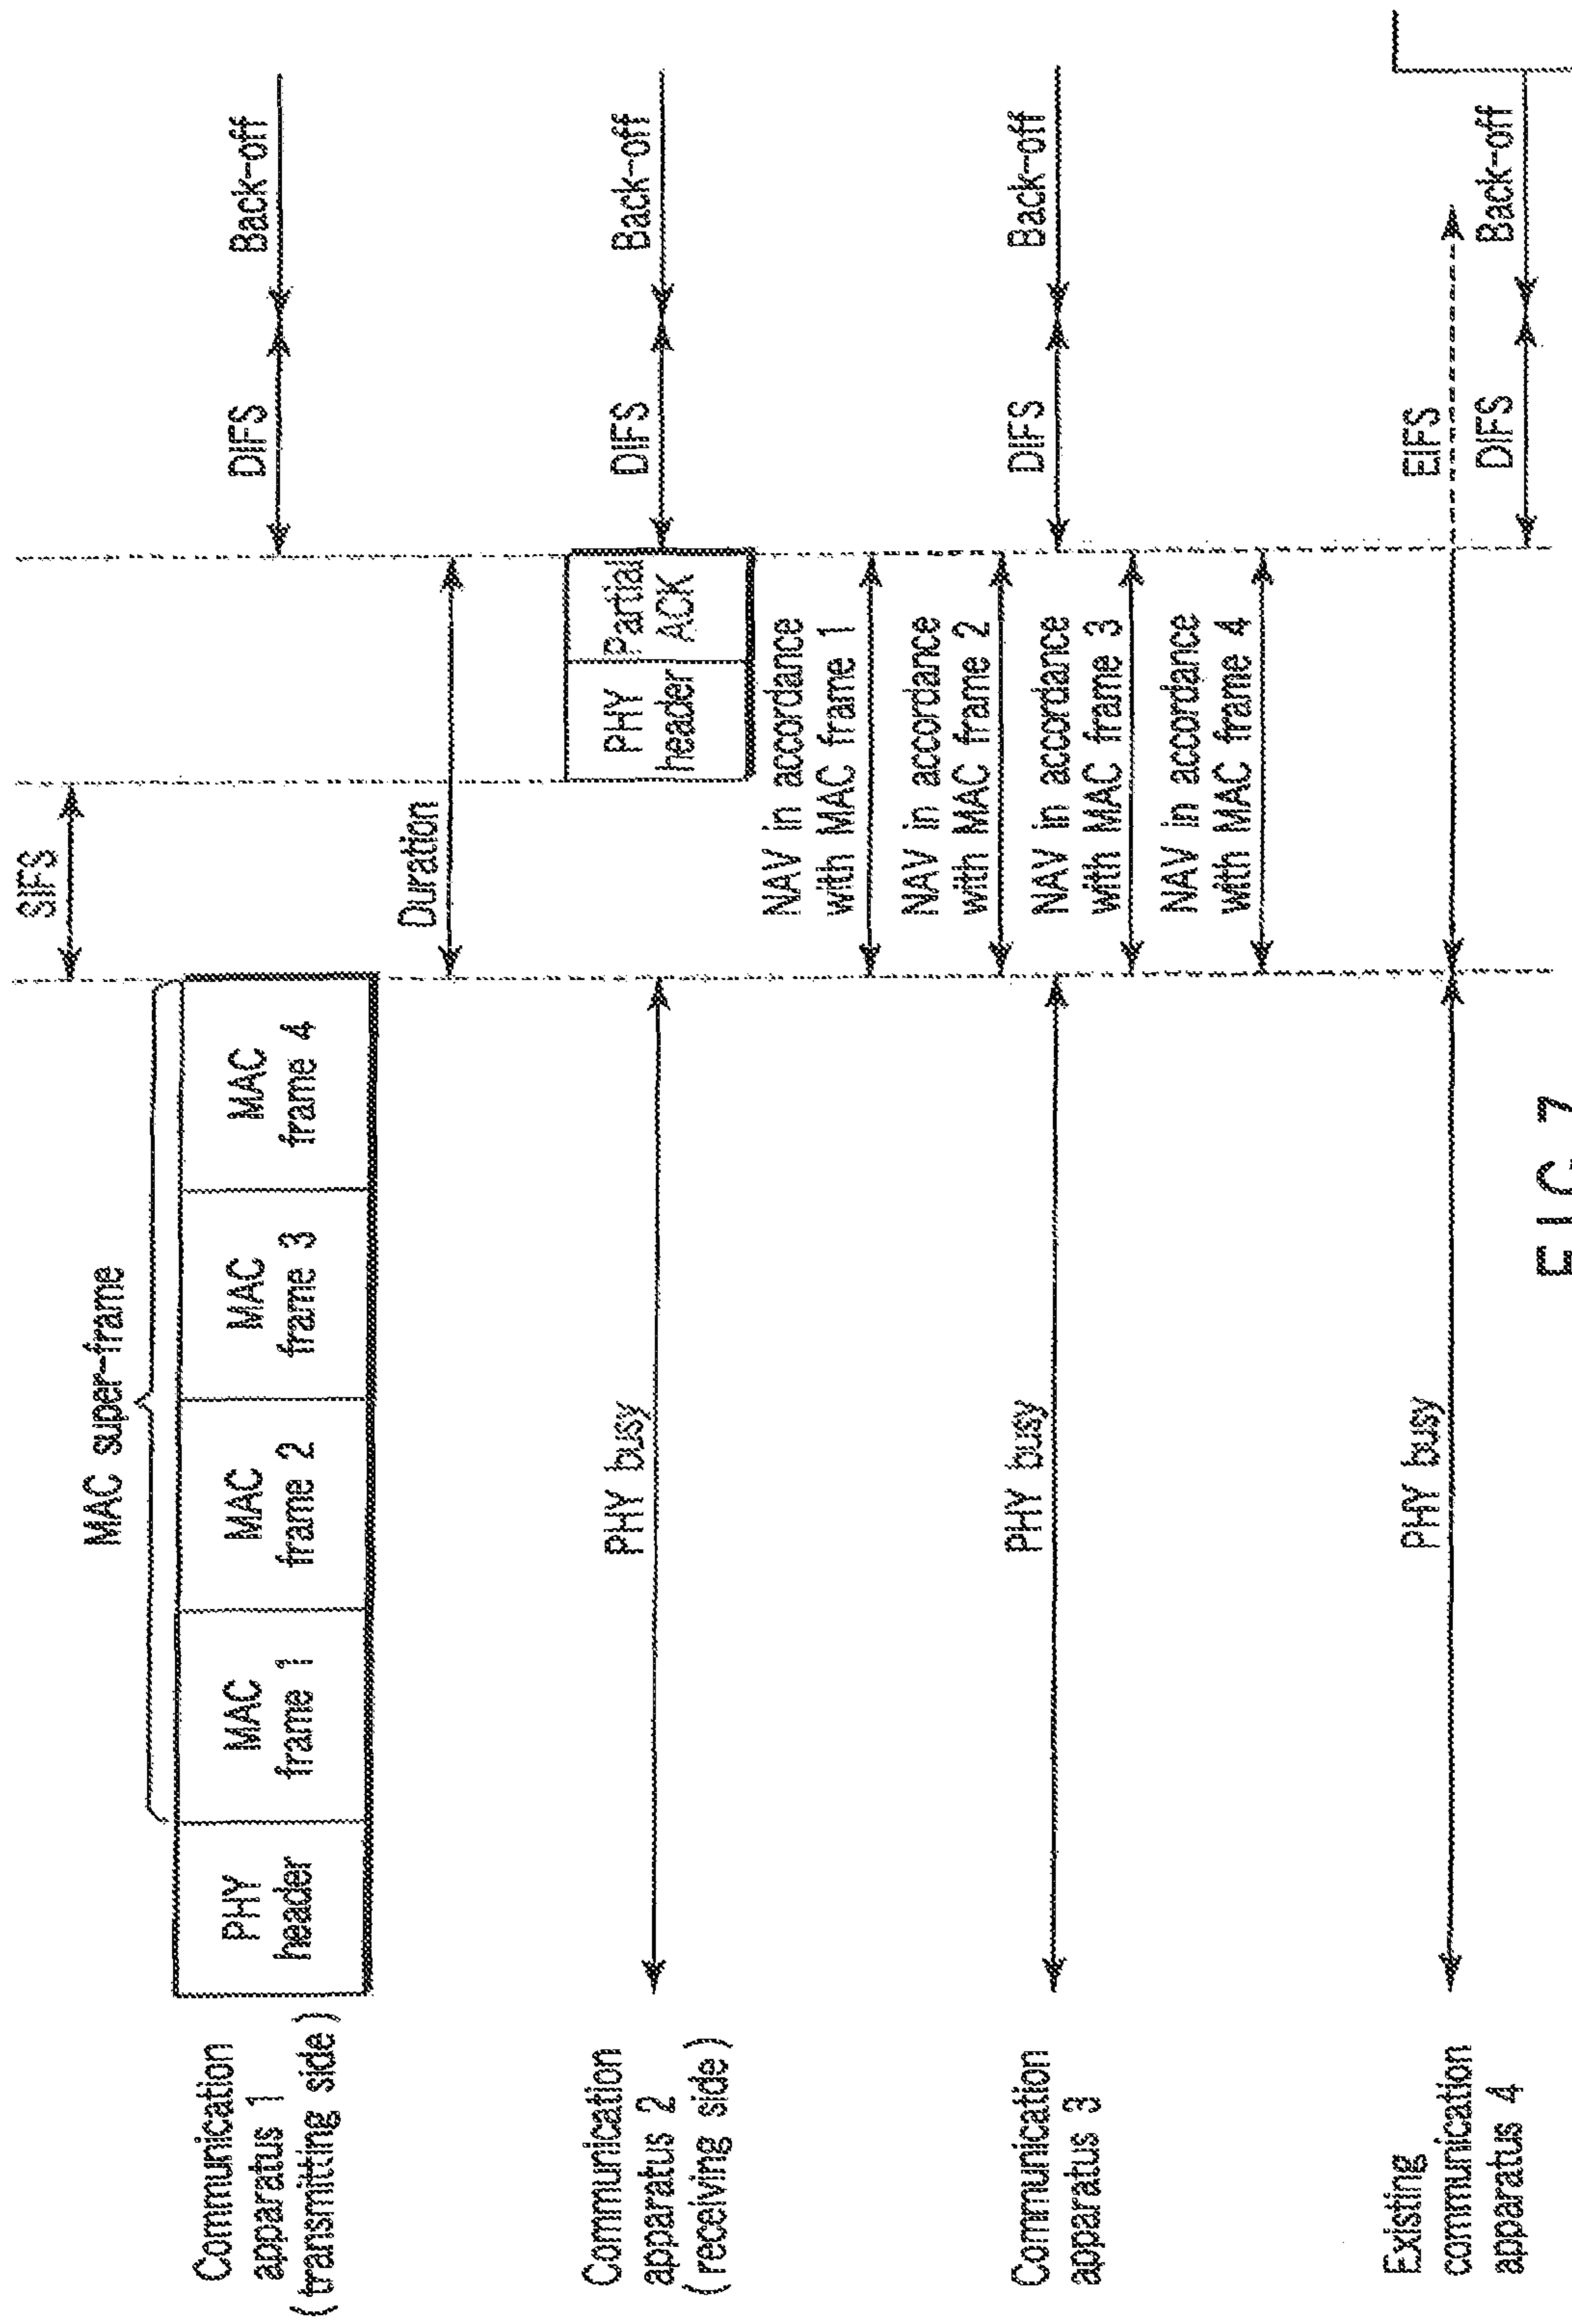 SIFS
MAC super-frame
Communication
apparatus 1
(transmitting side)
PHY
header
MAC
frame 1
MAC
frame 2
MAC
frame 3
MAC
frame 4
DIFS
Back-off
Duration
Communication
apparatus 2
(receiving side)
PHY busy
PHY
header
Partial
ACK
DIFS
Back-off
NAV in accordance
with MAC frame 1
NAV in accordance
with MAC frame 2
NAV in accordance
with MAC frame 3
NAV in accordance
with MAC frame 4
Communication
apparatus 3
PHY busy
DIFS
Back-off
Existing
communication
apparatus 4
PHY busy
EIFS
DIFS
Back-off
FIG. 7